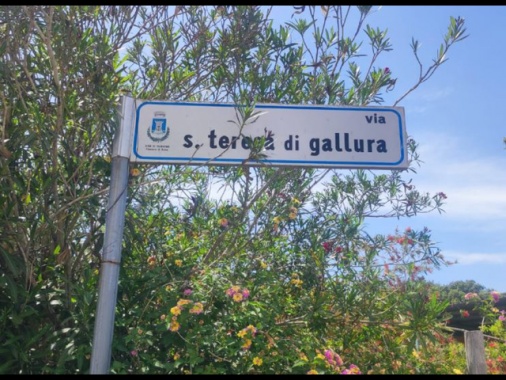 via
s. teresa di gallura